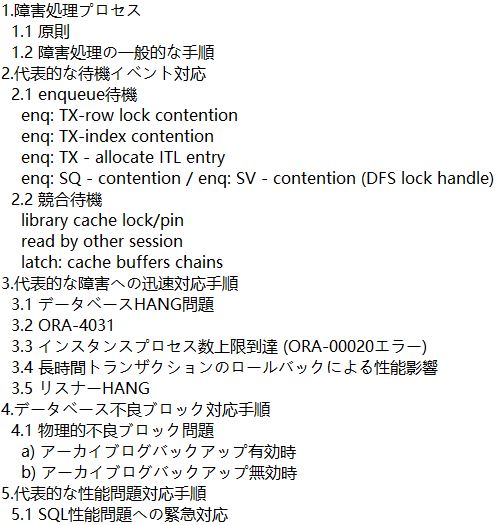 1.障害処理プロセス
1.1 原則
1.2 障害処理の一般的な手順
2.代表的な待機イベント対応
2.1 enqueue待機
enq: TX-row lock contention
enq: TX-index contention
enq: TX - allocate ITL entry
enq: SQ - contention / enq: SV - contention (DFS lock handle)
2.2 競合待機
library cache lock/pin
read by other session
latch: cache buffers chains
3.代表的な障害への迅速対応手順
3.1 データベースHANG問題
3.2 ORA-4031
3.3 インスタンスプロセス数上限到達 (ORA-00020エラー)
3.4 長時間トランザクションのロールバックによる性能影響
3.5 リスナーHANG
4.データベース不良ブロック対応手順
4.1 物理的不良ブロック問題
a) アーカイブログバックアップ有効時
b) アーカイブログバックアップ無効時
5.代表的な性能問題対応手順
5.1 SQL性能問題への緊急対応